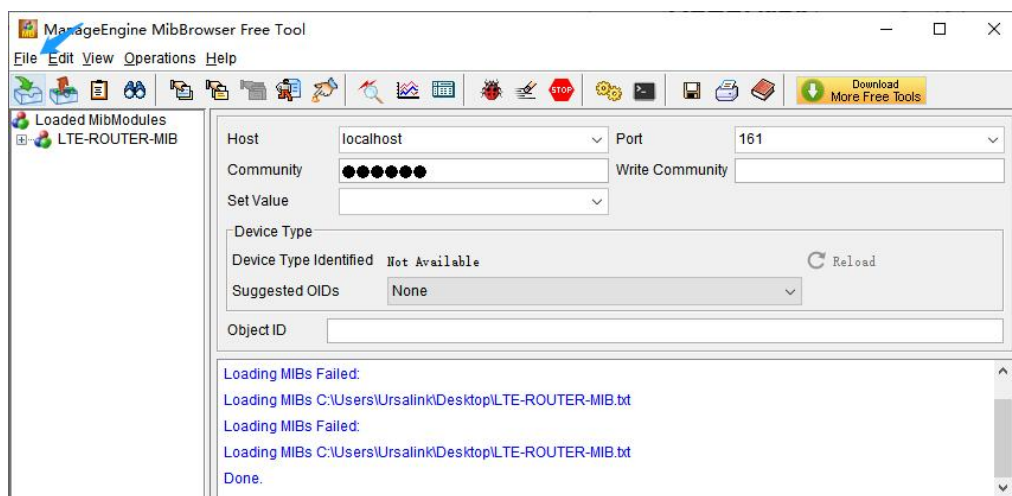 ManageEngine MibBrowser Free Tool
File Edit View Operations Help
STOP
Download
More Free Tools
Loaded MibModules
LTE-ROUTER-MIB
Host localhost Port 161
Community ●●●●●● Write Community
Set Value
Device Type
Device Type Identified Not Available Reload
Suggested OIDs None
Object ID
Loading MIBs Failed:
Loading MIBs C:\Users\Ursalink\Desktop\LTE-ROUTER-MIB.txt
Loading MIBs Failed:
Loading MIBs C:\Users\Ursalink\Desktop\LTE-ROUTER-MIB.txt
Done.